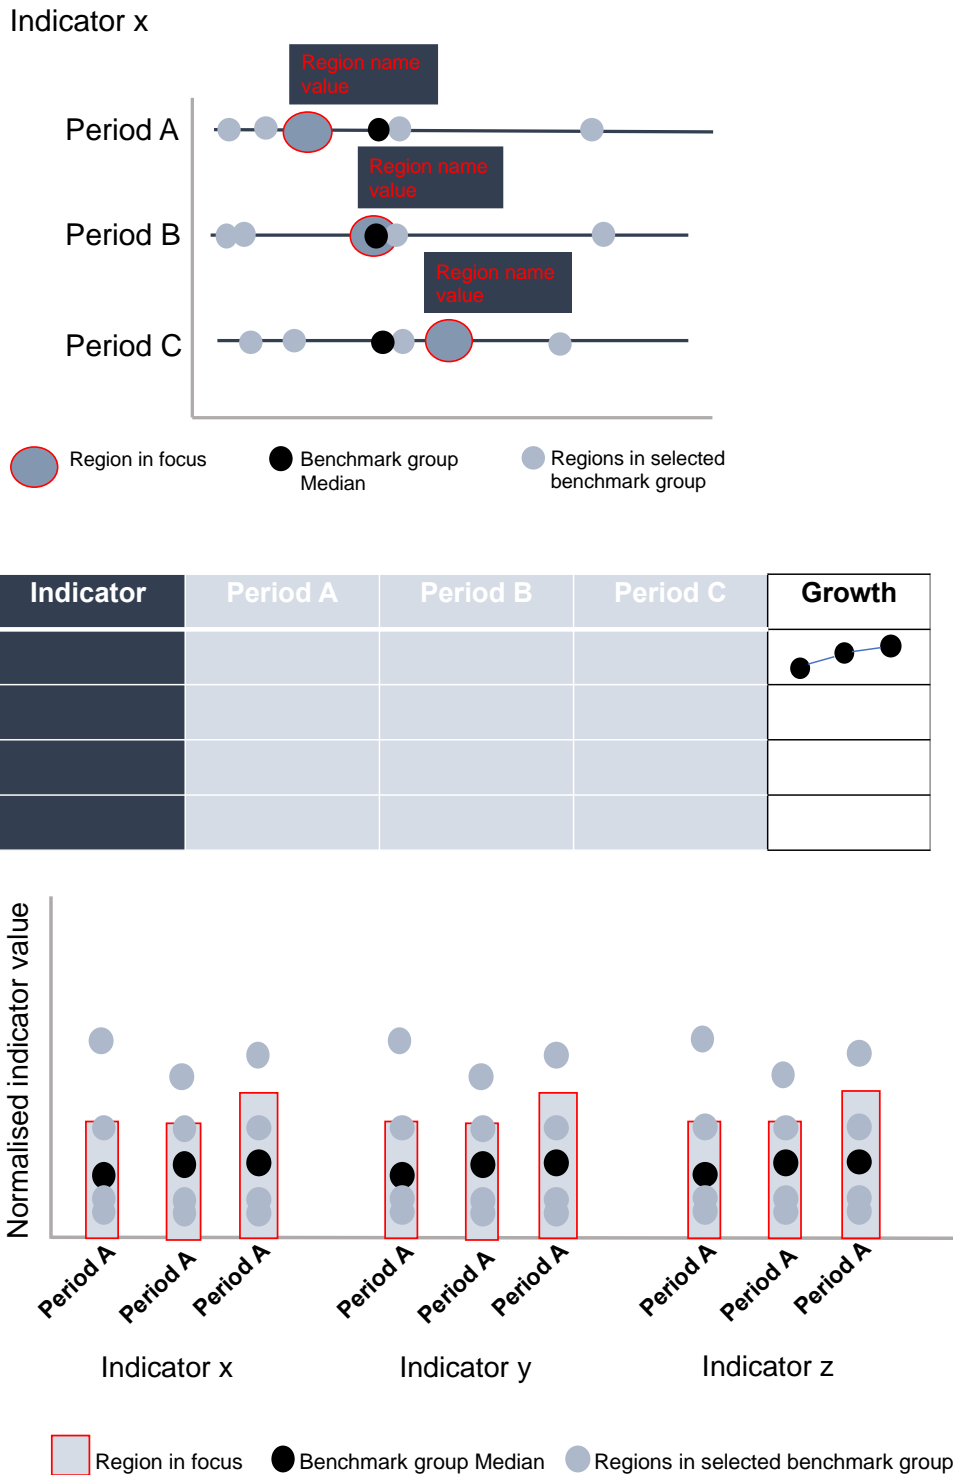 Indicator x
Region name
value
Period A
Region name
value
Period B
Region name
value
Period C
Region in focus
Benchmark group
Median
Regions in selected
benchmark group
Indicator Period A Period B Period C Growth
Normalised indicator value
Period A Period A Period A Period A Period A Period A Period A Period A Period A
Indicator x Indicator y Indicator z
Region in focus Benchmark group Median Regions in selected benchmark group